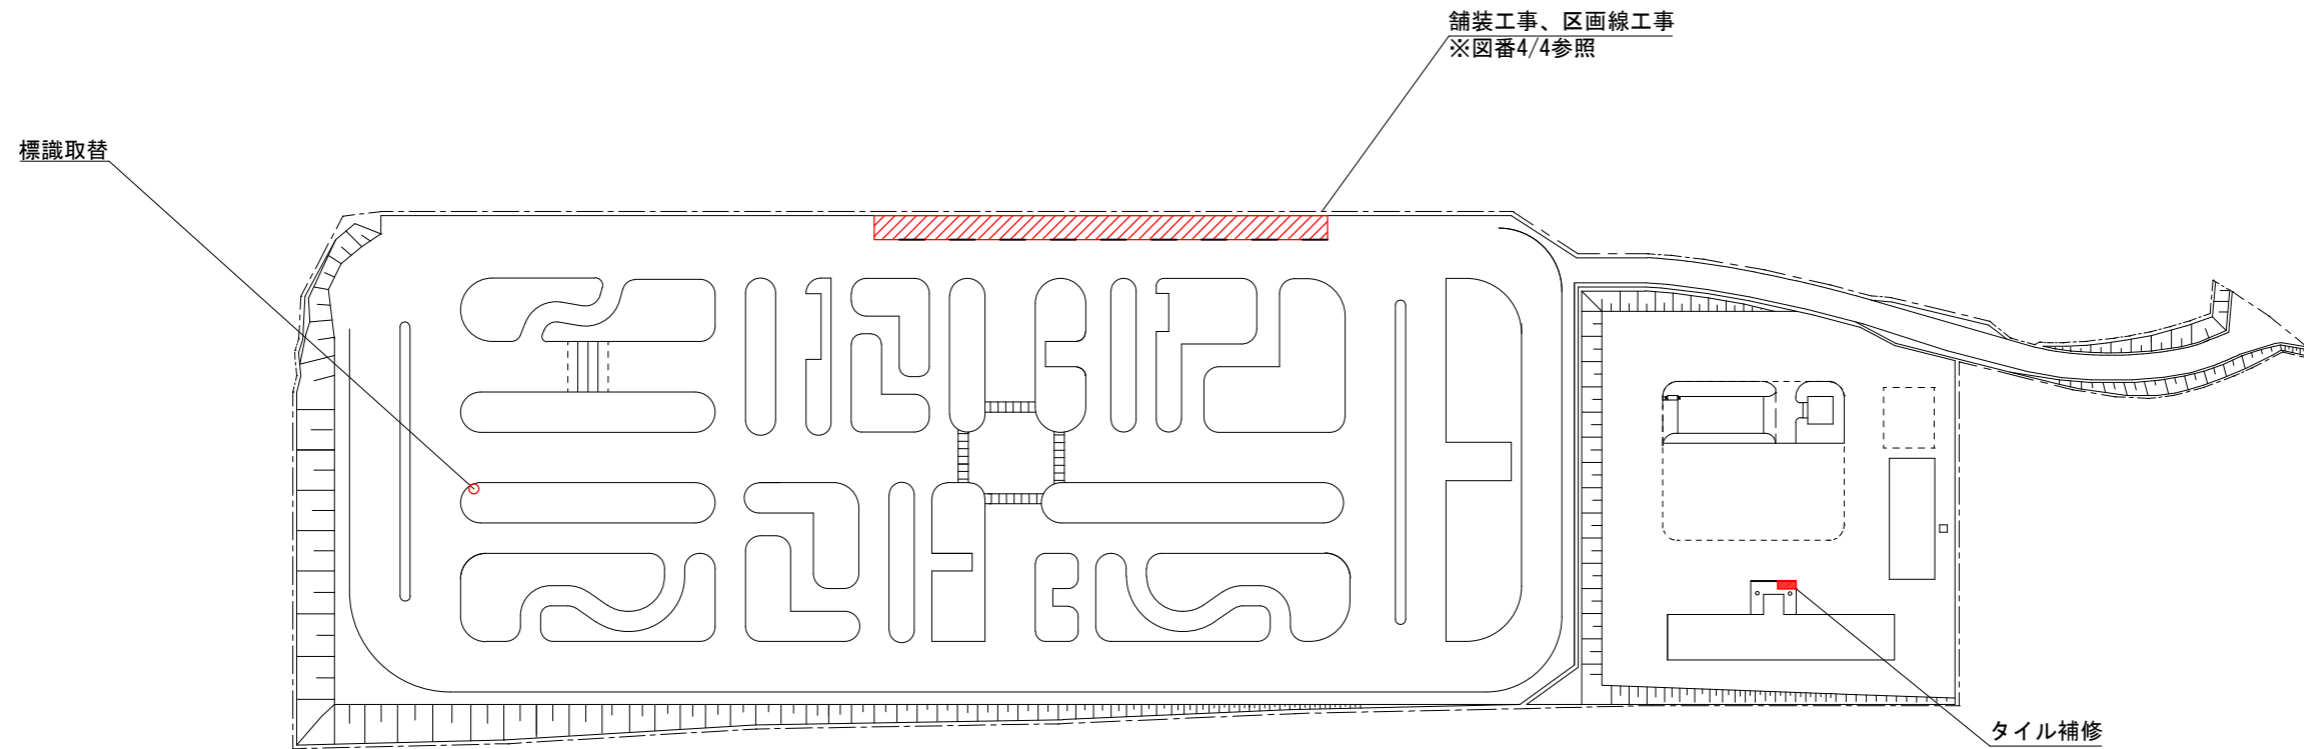 舗装工事、区画線工事
※図番4/4参照
標識取替
タイル補修